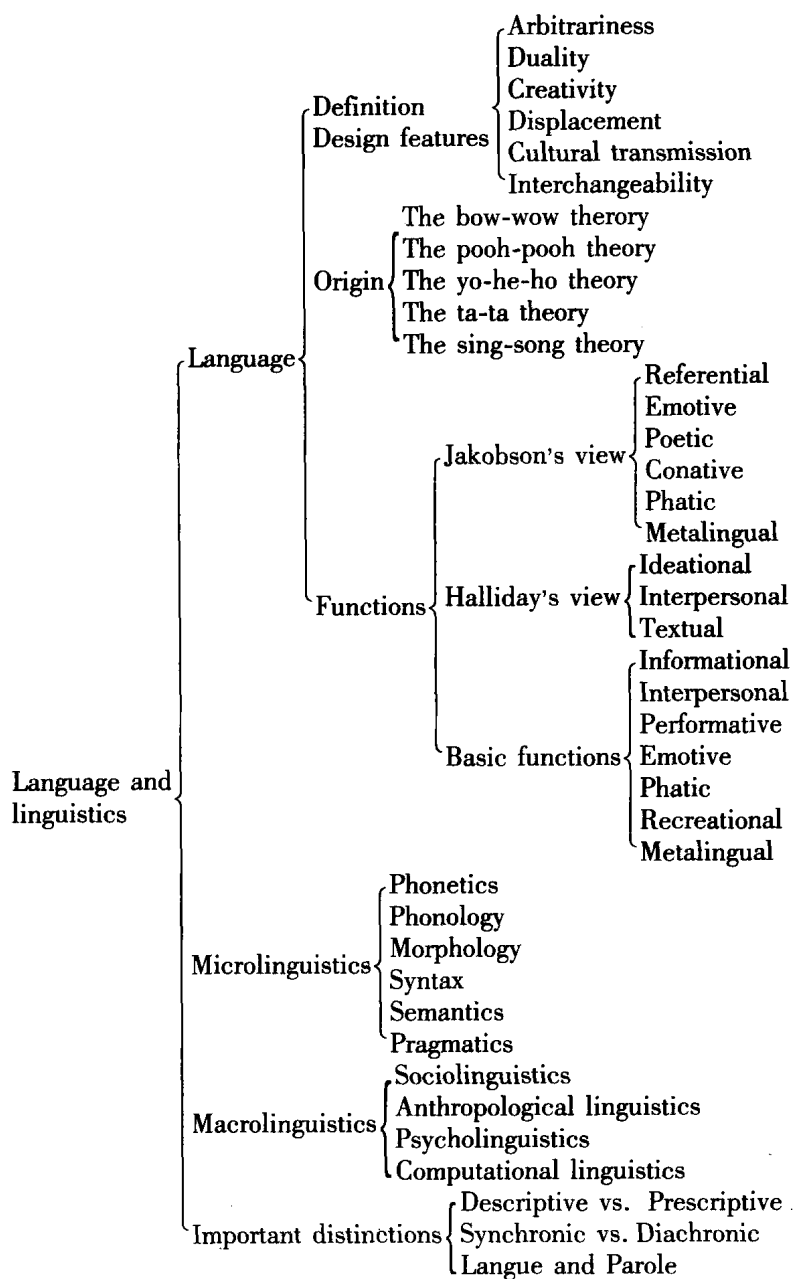 Arbitrariness
Duality
Creativity
Definition
Displacement
Design features
Cultural transmission
Interchangeability
The bow-wow therory
The pooh-pooh theory
Origin
The yo-he-ho theory
The ta-ta theory
The sing-song theory
Language
Referential
Emotive
Poetic
Jakobson's view
Conative
Phatic
Metalingual
Ideational
Functions
Halliday's view
Interpersonal
Textual
Informational
Interpersonal
Performative
Basic functions
Emotive
Phatic
Recreational
Metalingual
Language and
linguistics
Phonetics
Phonology
Morphology
Microlinguistics
Syntax
Semantics
Pragmatics
Sociolinguistics
Anthropological linguistics
Macrolinguistics
Psycholinguistics
Computational linguistics
Descriptive vs. Prescriptive
Important distinctions
Synchronic vs. Diachronic
Langue and Parole